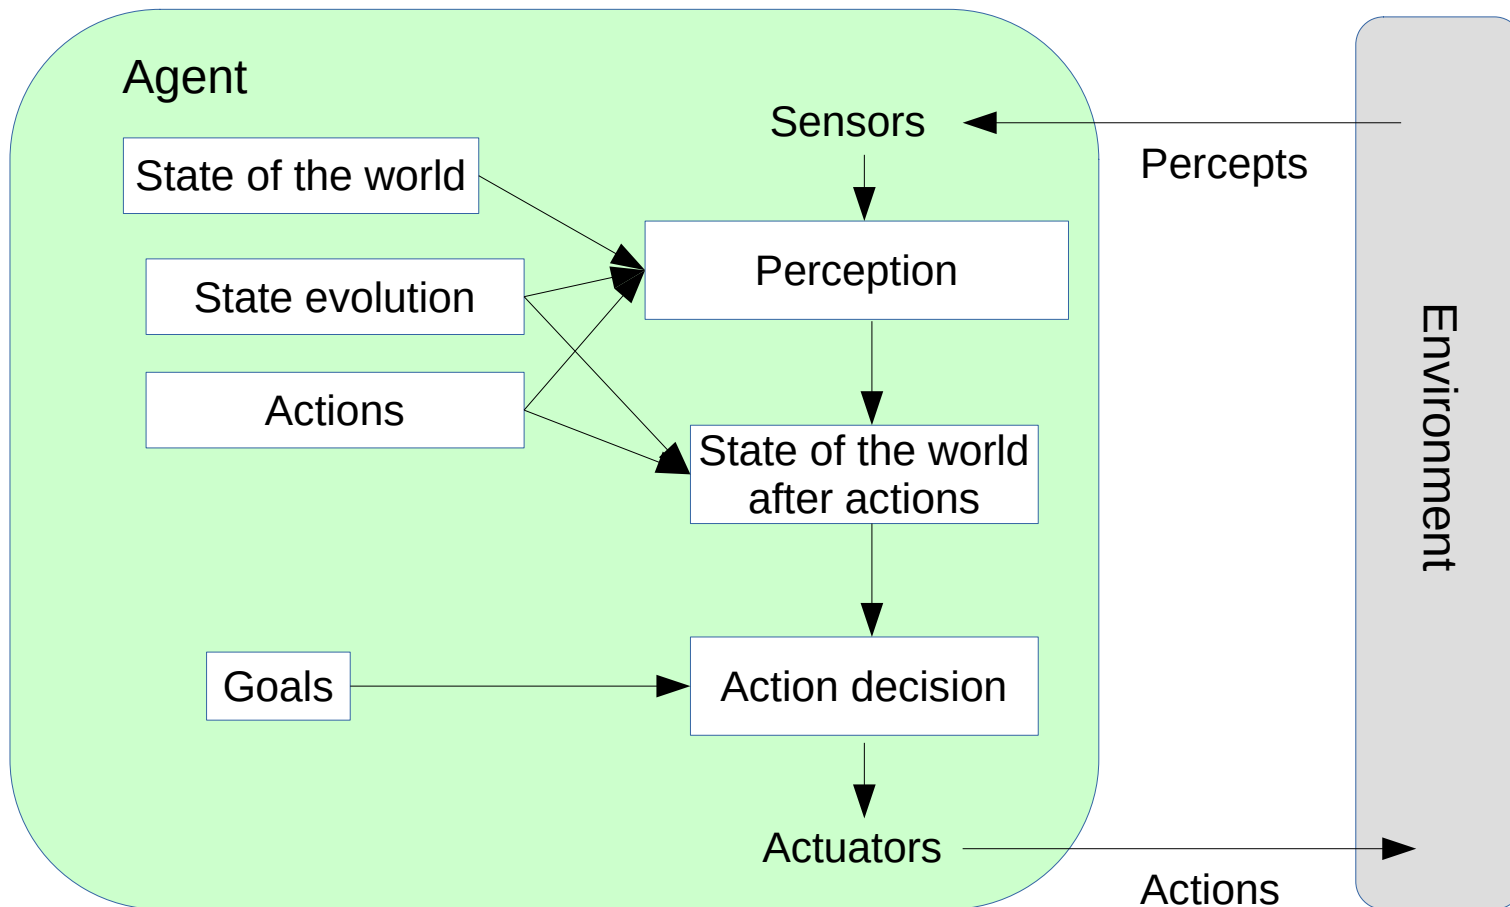 Agent
Sensors
Percepts
State of the world
Perception
State evolution
Actions
State of the world
after actions
Goals
Action decision
Actuators
Actions
Environment